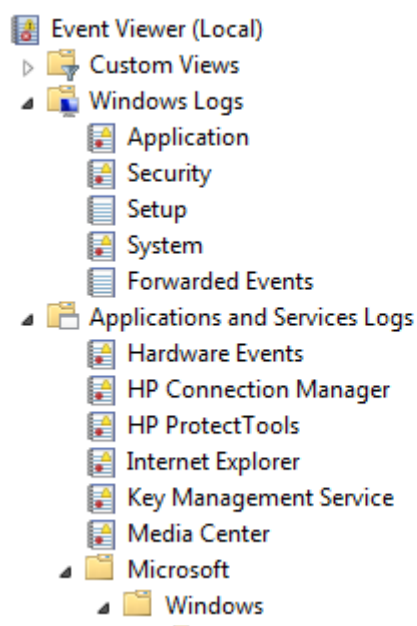 Event Viewer (Local)
Custom Views
Windows Logs
Application
Security
Setup
System
Forwarded Events
Applications and Services Logs
Hardware Events
HP Connection Manager
HP ProtectTools
Internet Explorer
Key Management Service
Media Center
Microsoft
Windows